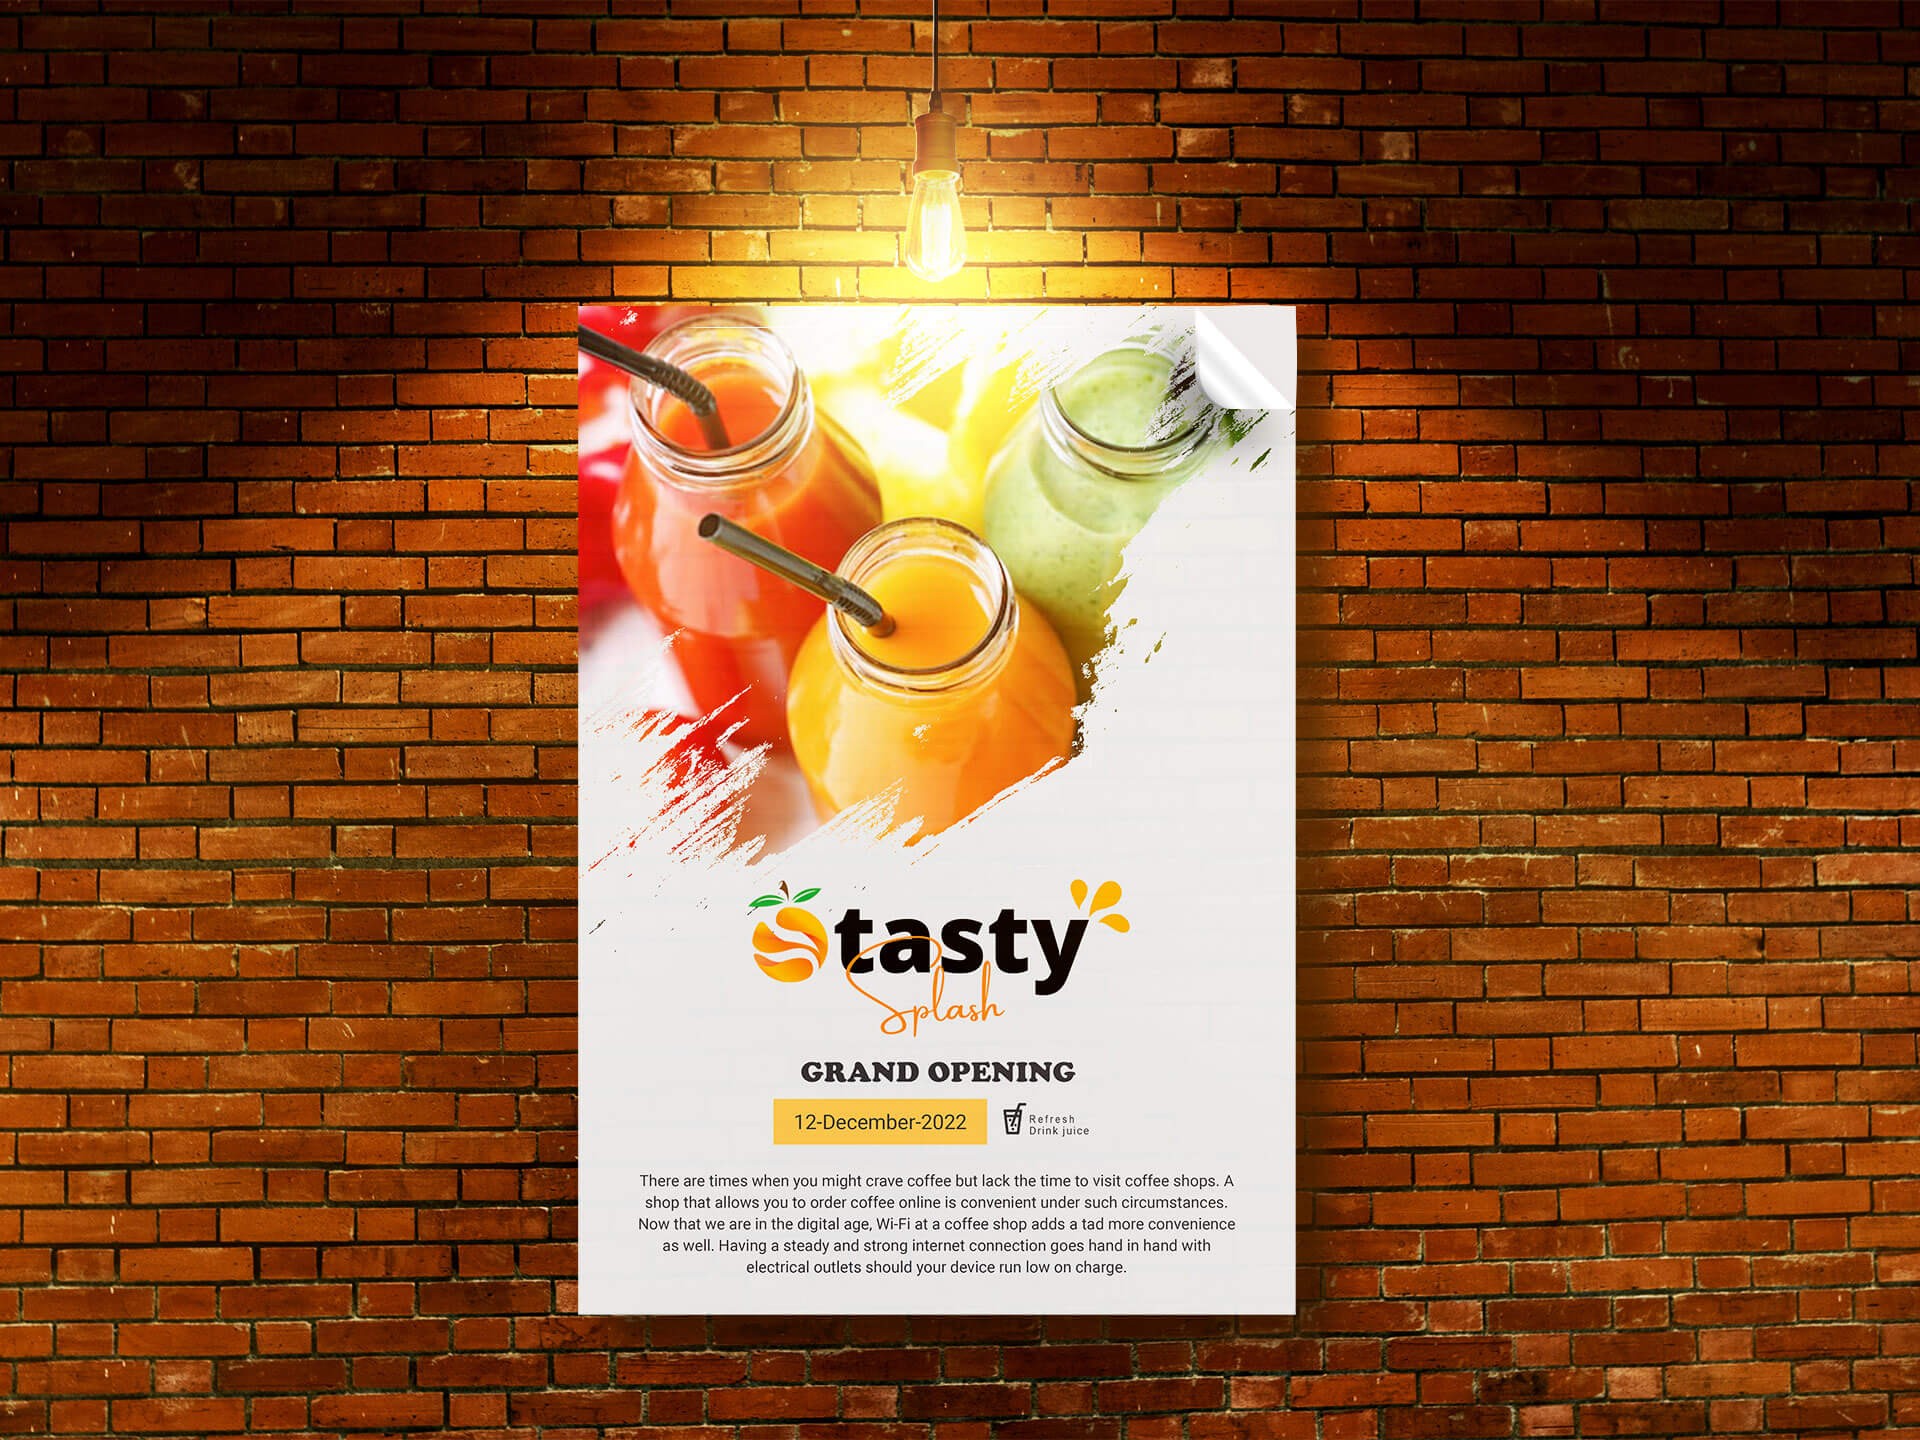 tasty
Splash
GRAND OPENING
12-December-2022
Refresh
Drink juice
There are times when you might crave coffee but lack the time to visit coffee shops. A
shop that allows you to order coffee online is convenient under such circumstances.
Now that we are in the digital age, Wi-Fi at a coffee shop adds a tad more convenience
as well. Having a steady and strong internet connection goes hand in hand with
electrical outlets should your device run low on charge.